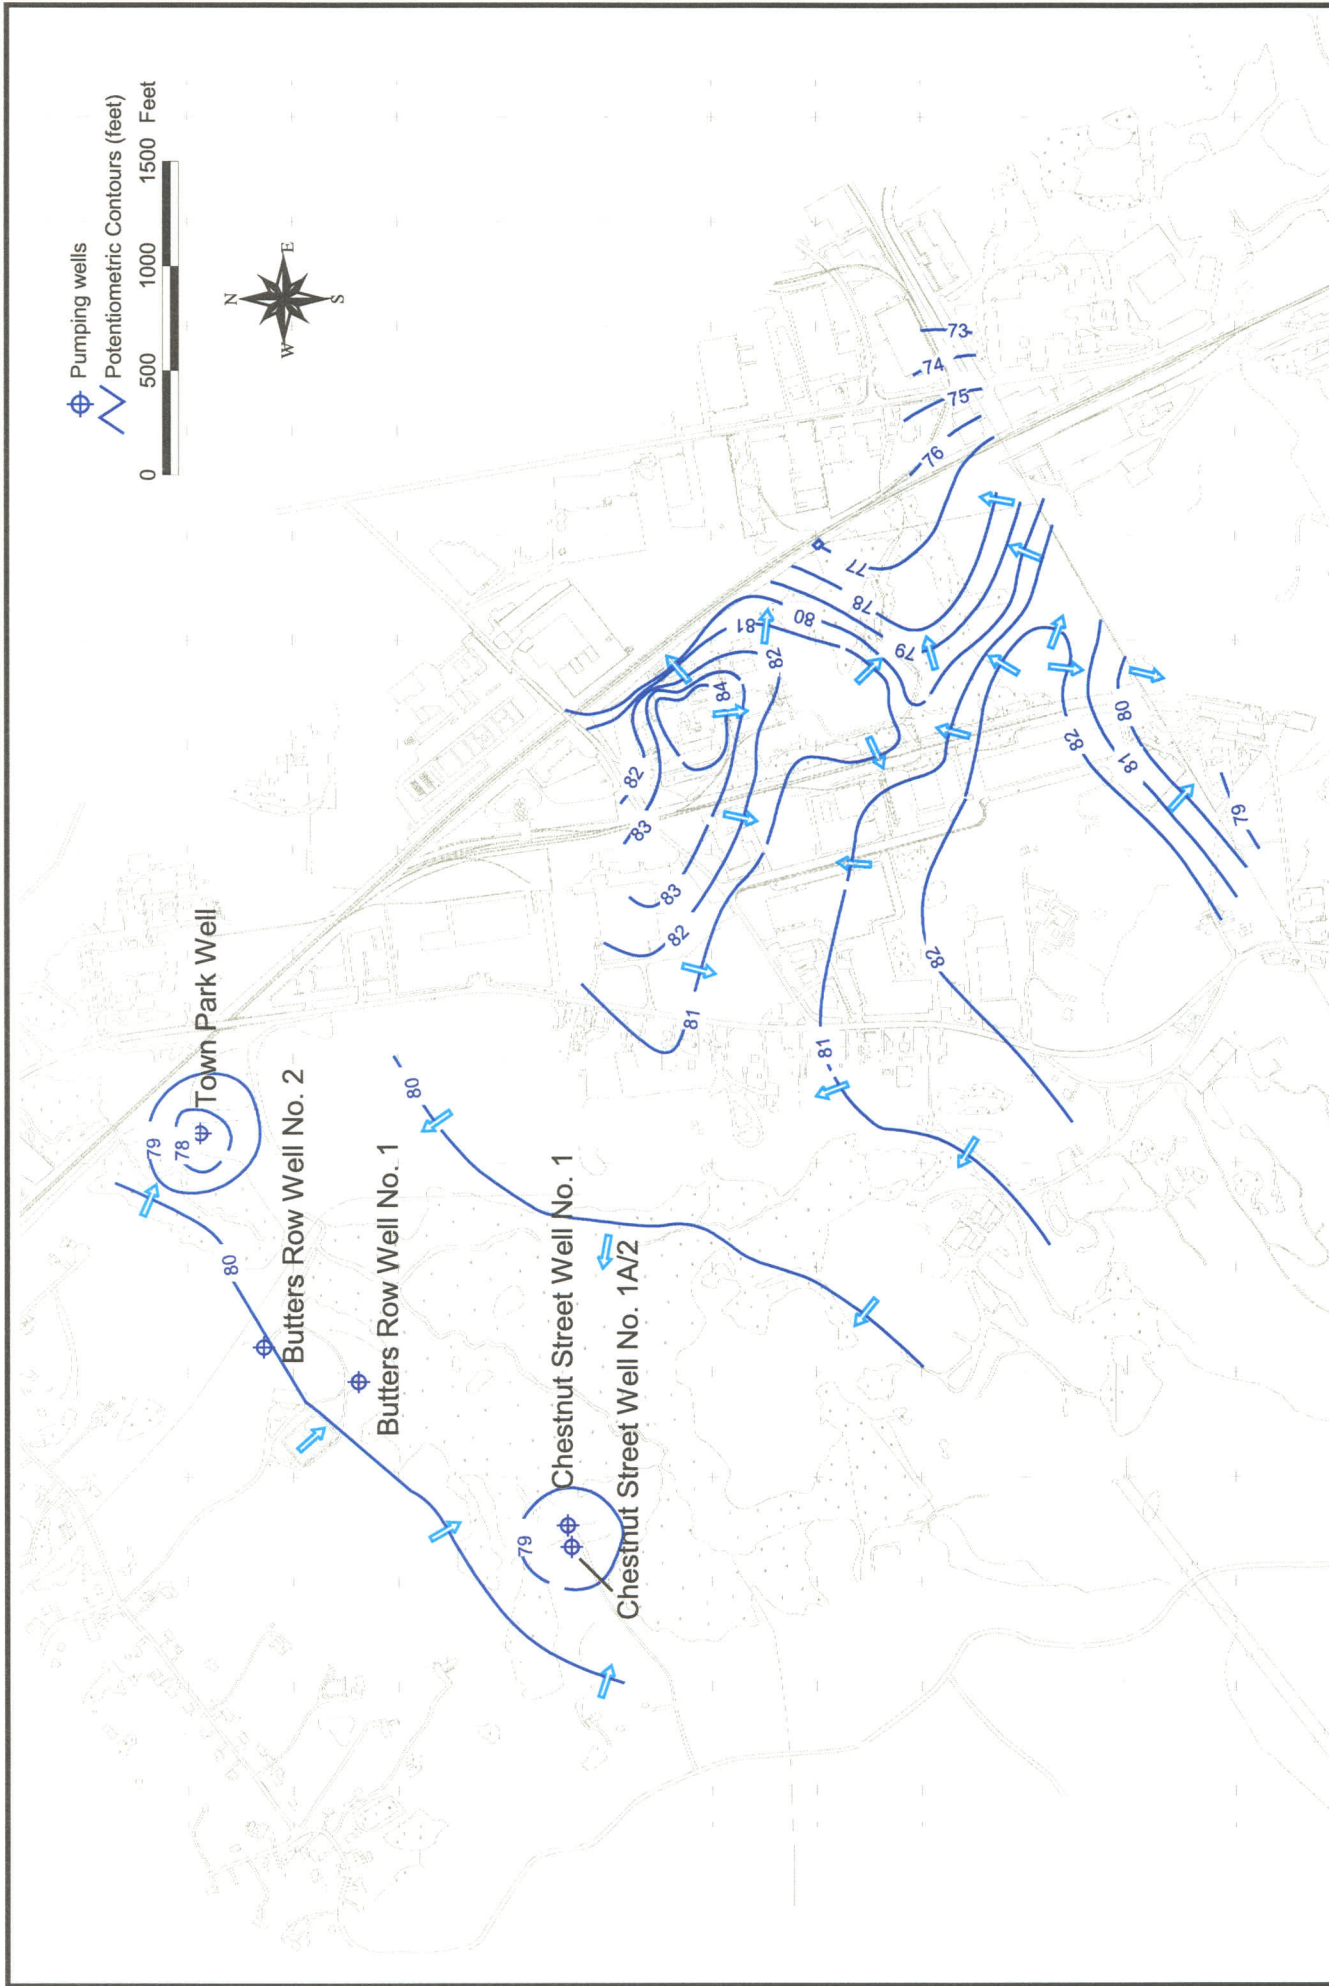 Pumping wells
Potentiometric Contours (feet)
0 500 1000 1500 Feet
N
W E
S
Town Park Well
Butters Row Well No. 2
Butters Row Well No. 1
Chestnut Street Well No. 1
Chestnut Street Well No. 1A/2
79
78
80
80
79
73
74
75
76
77
78
79
80
81
82
84
82
83
83
82
81
81
82
82
81
80
79